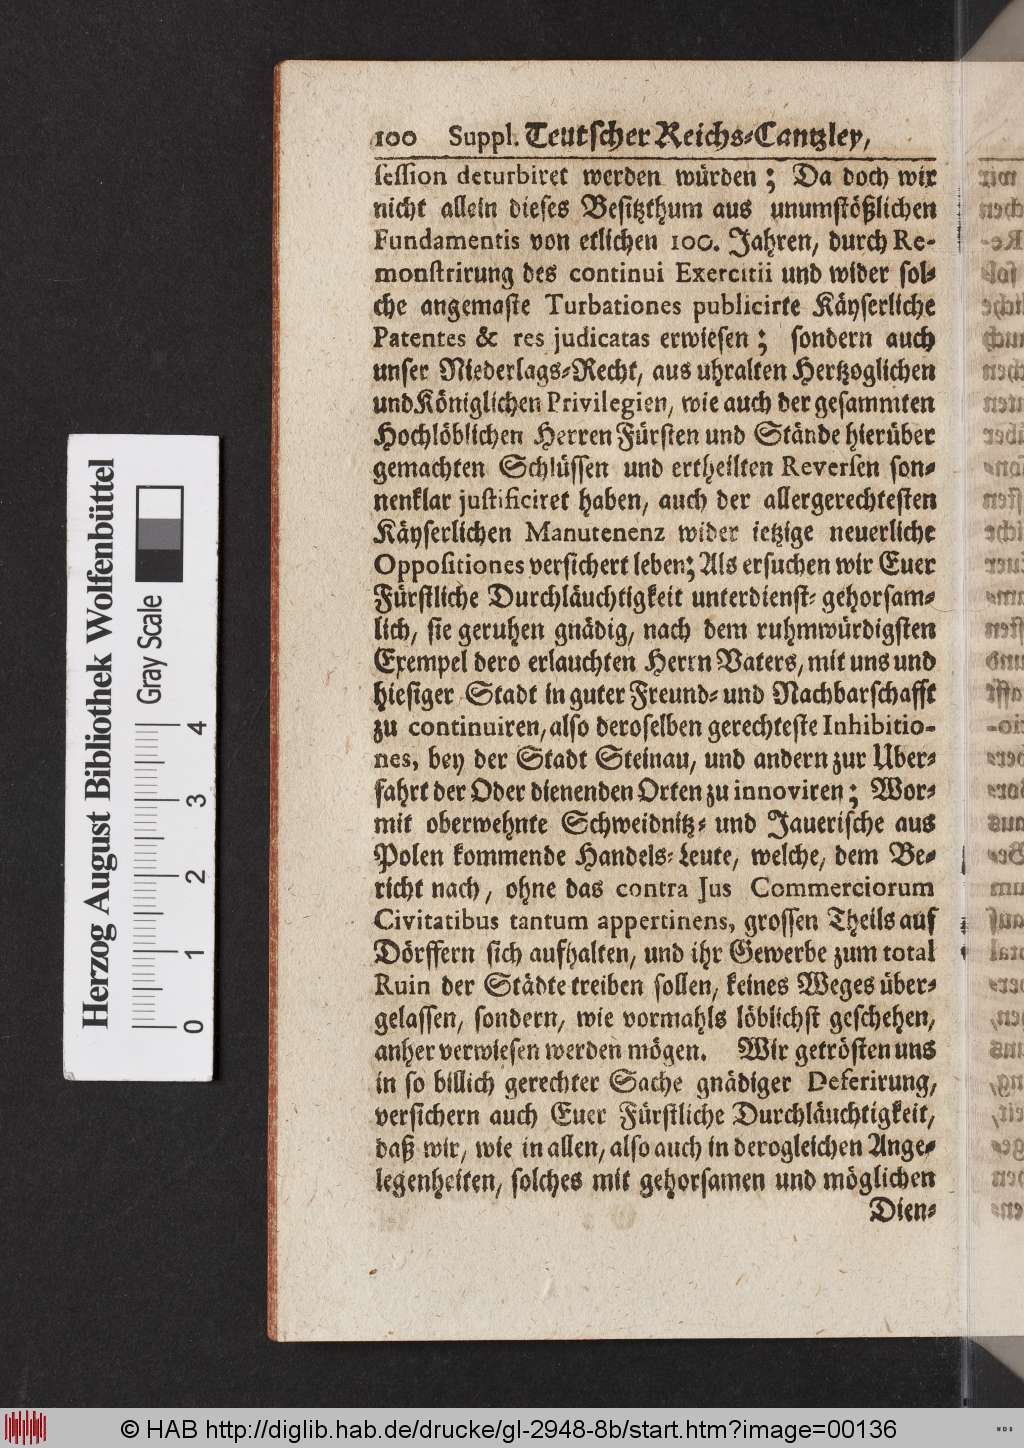 100 Suppl. Teutscher Reichs-Cantzley,
session deturbiret werden würden; Da doch wir
nicht allein dieses Besitzthum aus unumstößlichen
Fundamentis von etlichen 100. Jahren, durch Re-
monstrirung des continui Exercitii und wider sol-
che angemaste Turbationes publicirte Käyserliche
Patentes & res judicatas erwiesen; sondern auch
unser Niederlags-Recht, aus uhralten Hertzoglichen
und Königlichen Privilegien, wie auch der gesammten
Hochlöblichen Herren Fürsten und Stände hierüber
gemachten Schlüssen und ertheilten Reversen son-
nenklar justificiret haben, auch der allergerechtesten
Käyserlichen Manutenenz wider ietzige neuerliche
Oppositiones versichert leben; Als ersuchen wir Euer
Fürstliche Durchläuchtigkeit unterdienst-gehorsam-
lich, sie geruhen gnädig, nach dem ruhmwürdigsten
Exempel dero erlauchten Herrn Vaters, mit uns und
hiesiger Stadt in guter Freund- und Nachbarschafft
zu continuiren, also deroselben gerechteste Inhibitio-
nes, bey der Stadt Steinau, und andern zur Uber-
fahrt der Oder dienenden Orten zu innoviren; Wor-
mit oberwehnte Schweidnitz- und Jauerische aus
Polen kommende Handels-Leute, welche, dem Be-
richt nach, ohne das contra Jus Commerciorum
Civitatibus tantum appertinens, grossen Theils auf
Dörffern sich aufhalten, und ihr Gewerbe zum total
Ruin der Städte treiben sollen, keines Weges über-
gelassen, sondern, wie vormahls löblichst geschehen,
anher verwiesen werden mögen. Wir getrösten uns
in so billich gerechter Sache gnädiger Deferirung,
versichern auch Euer Fürstliche Durchläuchtigkeit,
daß wir, wie in allen, also auch in derogleichen Ange-
legenheiten, solches mit gehorsamen und möglichen
Dien-
Herzog August Bibliothek Wolfenbüttel
Gray Scale
0 1 2 3 4
© HAB http://diglib.hab.de/drucke/gl-2948-8b/start.htm?image=00136